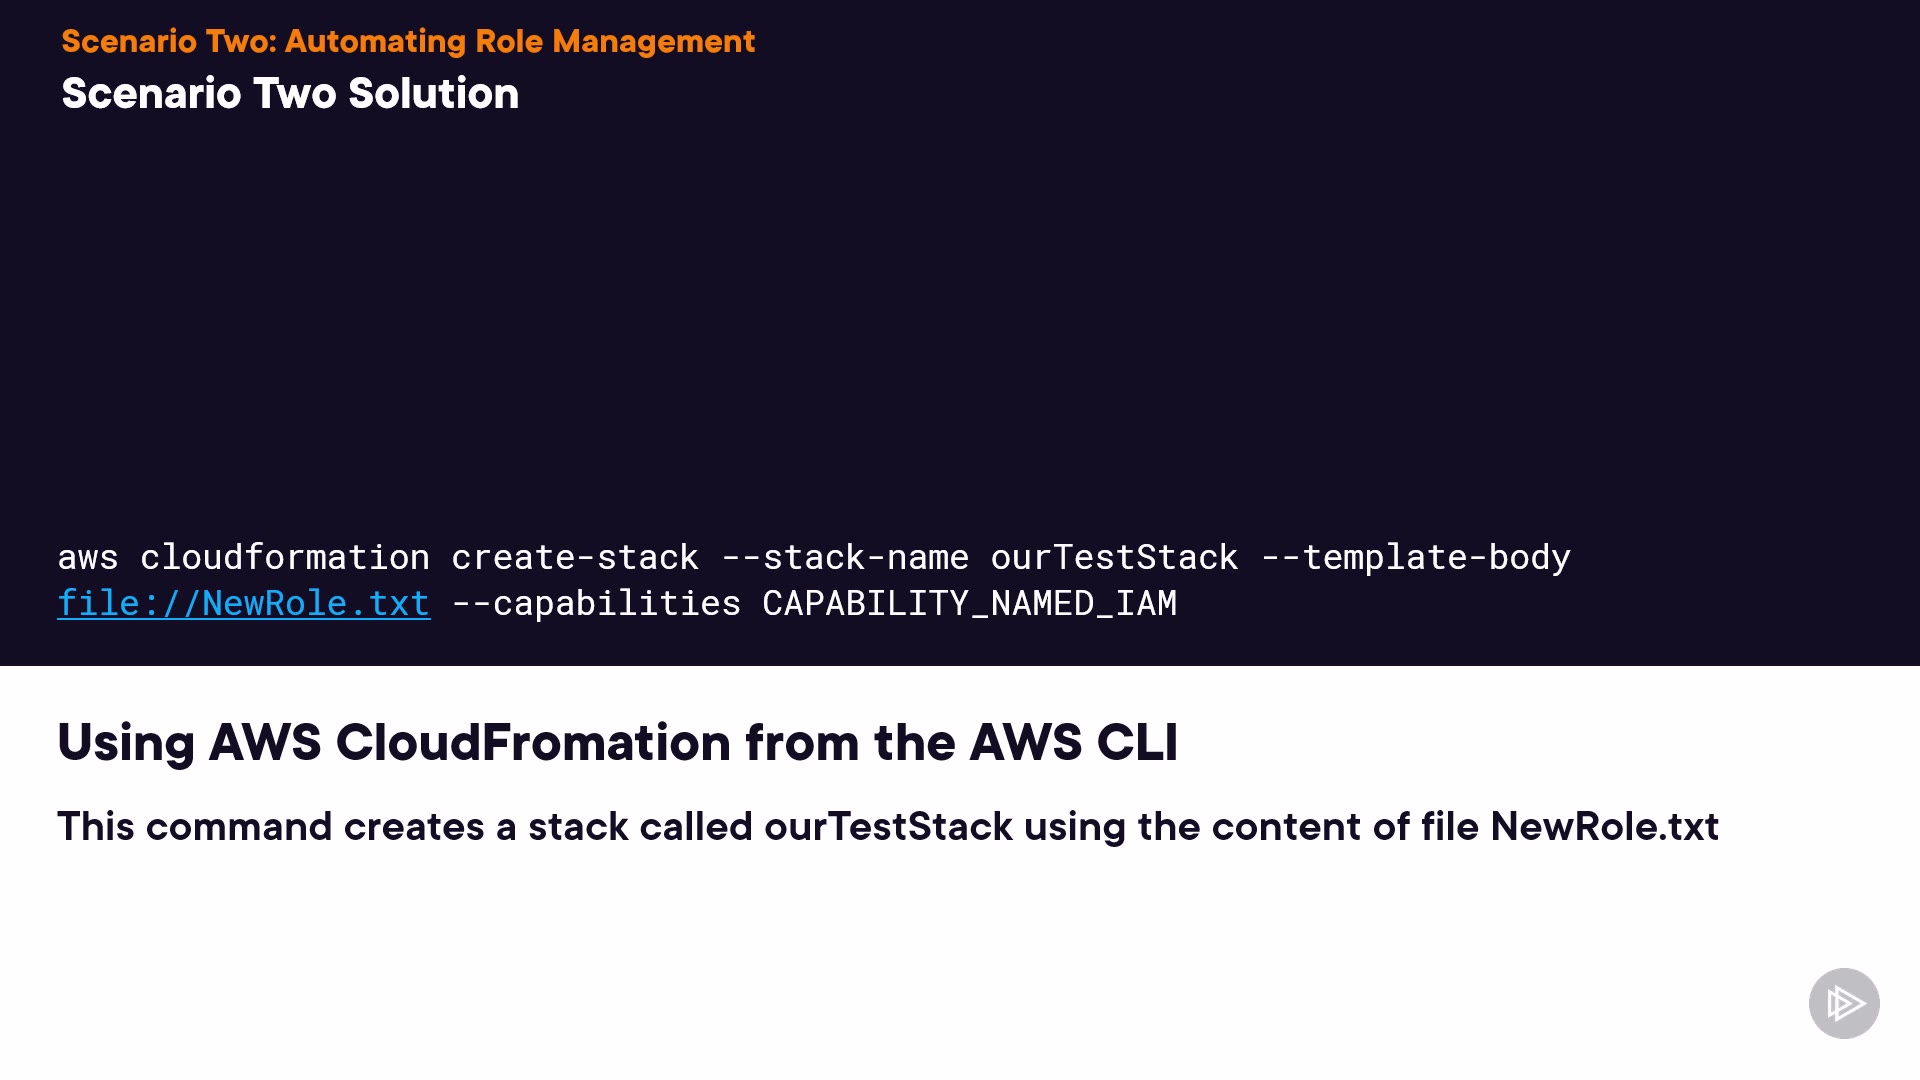 Scenario Two: Automating Role Management
Scenario Two Solution
aws cloudformation create-stack --stack-name ourTestStack --template-body
file://NewRole.txt --capabilities CAPABILITY_NAMED_IAM
Using AWS CloudFromation from the AWS CLI
This command creates a stack called ourTestStack using the content of file NewRole.txt